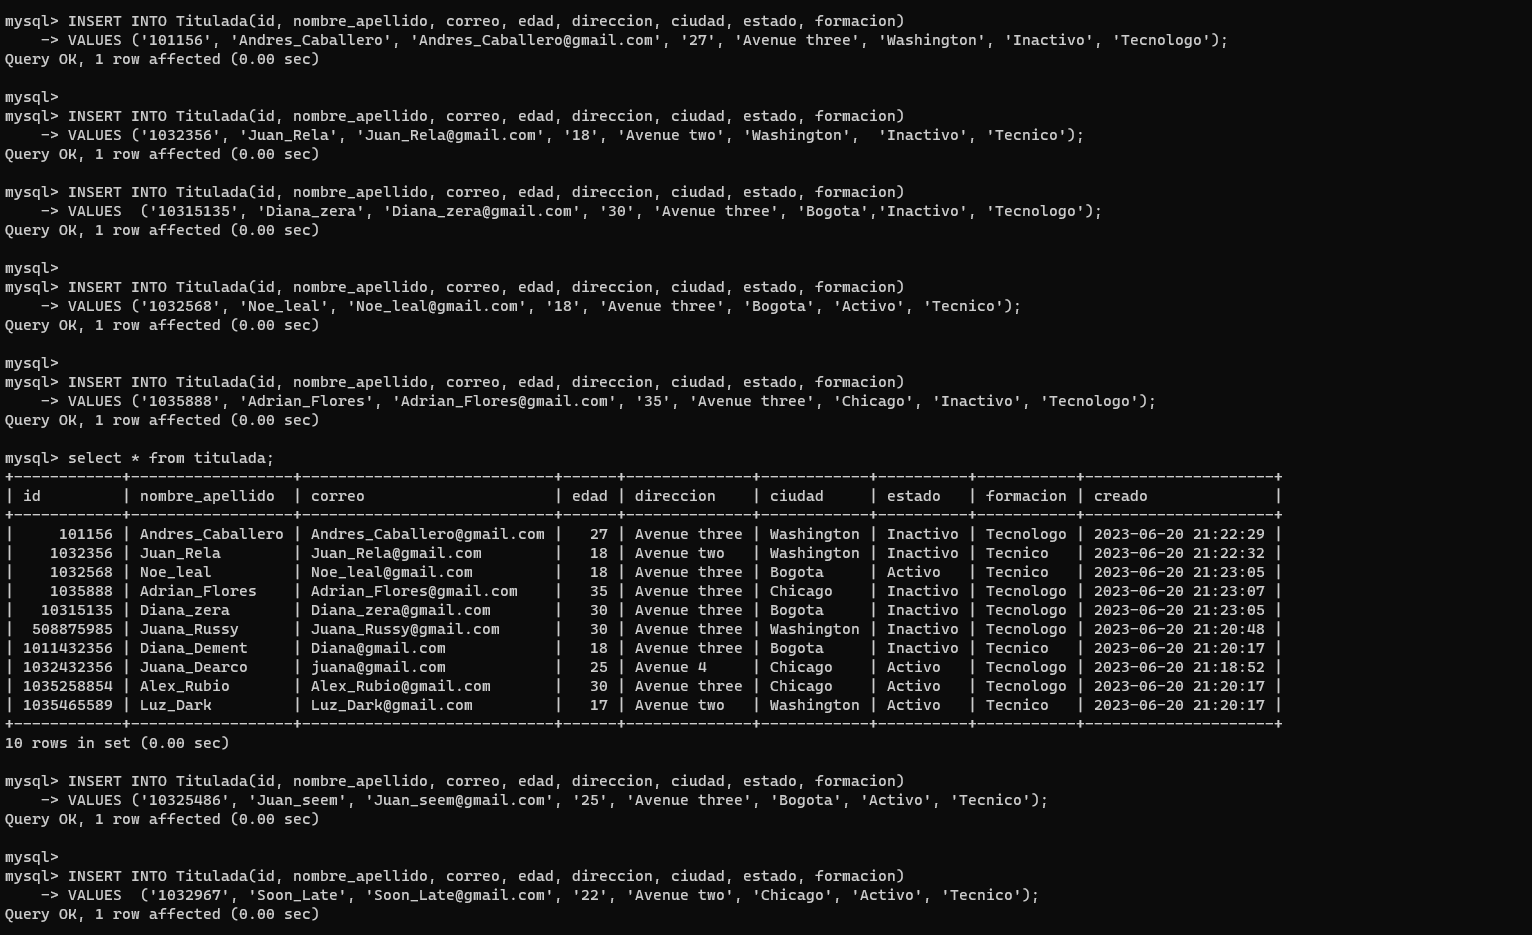 mysql> INSERT INTO Titulada(id, nombre_apellido, correo, edad, direccion, ciudad, estado, formacion)
    -> VALUES ('101156', 'Andres_Caballero', 'Andres_Caballero@gmail.com', '27', 'Avenue three', 'Washington', 'Inactivo', 'Tecnologo');
Query OK, 1 row affected (0.00 sec)

mysql>
mysql> INSERT INTO Titulada(id, nombre_apellido, correo, edad, direccion, ciudad, estado, formacion)
    -> VALUES ('1032356', 'Juan_Rela', 'Juan_Rela@gmail.com', '18', 'Avenue two', 'Washington',  'Inactivo', 'Tecnico');
Query OK, 1 row affected (0.00 sec)

mysql> INSERT INTO Titulada(id, nombre_apellido, correo, edad, direccion, ciudad, estado, formacion)
    -> VALUES  ('10315135', 'Diana_zera', 'Diana_zera@gmail.com', '30', 'Avenue three', 'Bogota','Inactivo', 'Tecnologo');
Query OK, 1 row affected (0.00 sec)

mysql>
mysql> INSERT INTO Titulada(id, nombre_apellido, correo, edad, direccion, ciudad, estado, formacion)
    -> VALUES ('1032568', 'Noe_leal', 'Noe_leal@gmail.com', '18', 'Avenue three', 'Bogota', 'Activo', 'Tecnico');
Query OK, 1 row affected (0.00 sec)

mysql>
mysql> INSERT INTO Titulada(id, nombre_apellido, correo, edad, direccion, ciudad, estado, formacion)
    -> VALUES ('1035888', 'Adrian_Flores', 'Adrian_Flores@gmail.com', '35', 'Avenue three', 'Chicago', 'Inactivo', 'Tecnologo');
Query OK, 1 row affected (0.00 sec)

mysql> select * from titulada;
+------------+------------------+----------------------------+------+--------------+------------+----------+-----------+---------------------+
| id         | nombre_apellido  | correo                     | edad | direccion    | ciudad     | estado   | formacion | creado              |
+------------+------------------+----------------------------+------+--------------+------------+----------+-----------+---------------------+
|     101156 | Andres_Caballero | Andres_Caballero@gmail.com |   27 | Avenue three | Washington | Inactivo | Tecnologo | 2023-06-20 21:22:29 |
|    1032356 | Juan_Rela        | Juan_Rela@gmail.com        |   18 | Avenue two   | Washington | Inactivo | Tecnico   | 2023-06-20 21:22:32 |
|    1032568 | Noe_leal         | Noe_leal@gmail.com         |   18 | Avenue three | Bogota     | Activo   | Tecnico   | 2023-06-20 21:23:05 |
|    1035888 | Adrian_Flores    | Adrian_Flores@gmail.com    |   35 | Avenue three | Chicago    | Inactivo | Tecnologo | 2023-06-20 21:23:07 |
|   10315135 | Diana_zera       | Diana_zera@gmail.com       |   30 | Avenue three | Bogota     | Inactivo | Tecnologo | 2023-06-20 21:23:05 |
|  508875985 | Juana_Russy      | Juana_Russy@gmail.com      |   30 | Avenue three | Washington | Inactivo | Tecnologo | 2023-06-20 21:20:48 |
| 1011432356 | Diana_Dement     | Diana@gmail.com            |   18 | Avenue three | Bogota     | Inactivo | Tecnico   | 2023-06-20 21:20:17 |
| 1032432356 | Juana_Dearco     | juana@gmail.com            |   25 | Avenue 4     | Chicago    | Activo   | Tecnologo | 2023-06-20 21:18:52 |
| 1035258854 | Alex_Rubio       | Alex_Rubio@gmail.com       |   30 | Avenue three | Chicago    | Activo   | Tecnologo | 2023-06-20 21:20:17 |
| 1035465589 | Luz_Dark         | Luz_Dark@gmail.com         |   17 | Avenue two   | Washington | Activo   | Tecnico   | 2023-06-20 21:20:17 |
+------------+------------------+----------------------------+------+--------------+------------+----------+-----------+---------------------+
10 rows in set (0.00 sec)

mysql> INSERT INTO Titulada(id, nombre_apellido, correo, edad, direccion, ciudad, estado, formacion)
    -> VALUES ('10325486', 'Juan_seem', 'Juan_seem@gmail.com', '25', 'Avenue three', 'Bogota', 'Activo', 'Tecnico');
Query OK, 1 row affected (0.00 sec)

mysql>
mysql> INSERT INTO Titulada(id, nombre_apellido, correo, edad, direccion, ciudad, estado, formacion)
    -> VALUES  ('1032967', 'Soon_Late', 'Soon_Late@gmail.com', '22', 'Avenue two', 'Chicago', 'Activo', 'Tecnico');
Query OK, 1 row affected (0.00 sec)